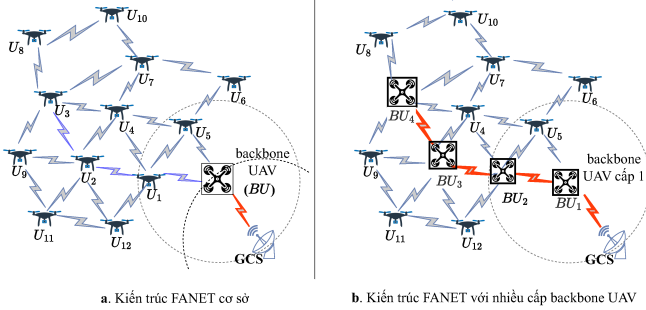 U10
U8
U7
U3
U6
U4
U5
U9
U2
backbone
UAV
(BU)
U1
U11
U12
GCS
a. Kiến trúc FANET cơ sở
U10
U8
U7
U6
BU4
U4
U5
U9
BU3
backbone
UAV cấp 1
BU2
BU1
U11
U12
GCS
b. Kiến trúc FANET với nhiều cấp backbone UAV